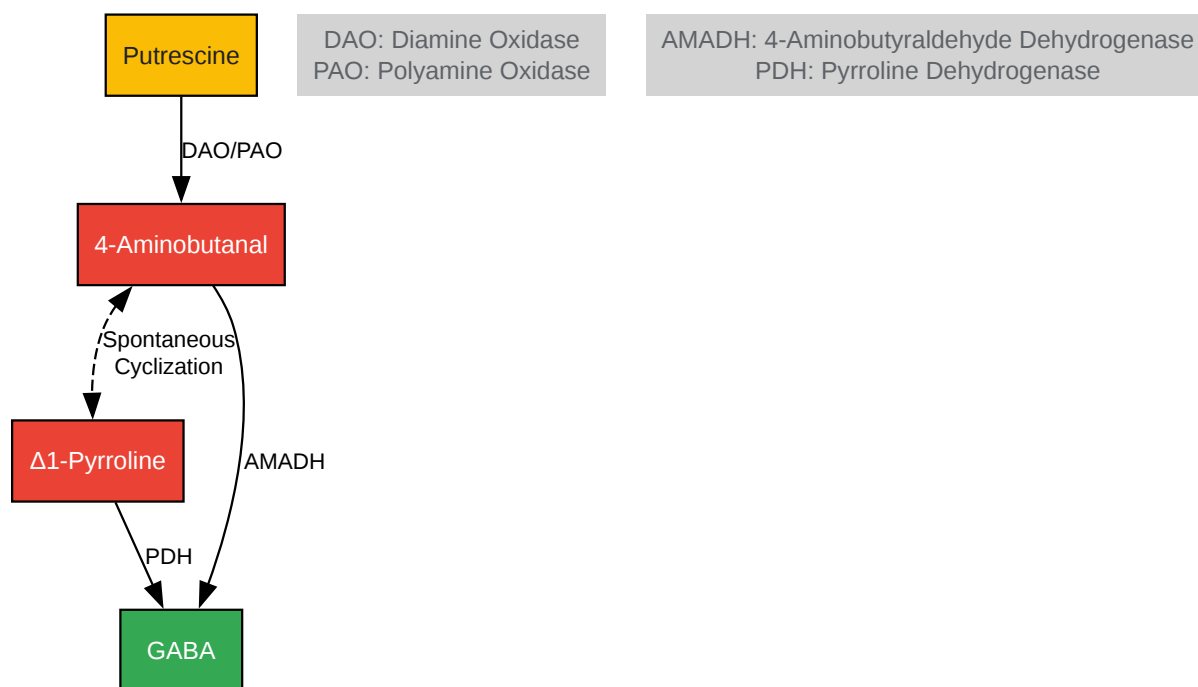 Putrescine
DAO: Diamine Oxidase
PAO: Polyamine Oxidase
AMADH: 4-Aminobutyraldehyde Dehydrogenase
PDH: Pyrroline Dehydrogenase
DAO/PAO
4-Aminobutanal
Spontaneous
Cyclization
Δ1-Pyrroline
AMADH
PDH
GABA